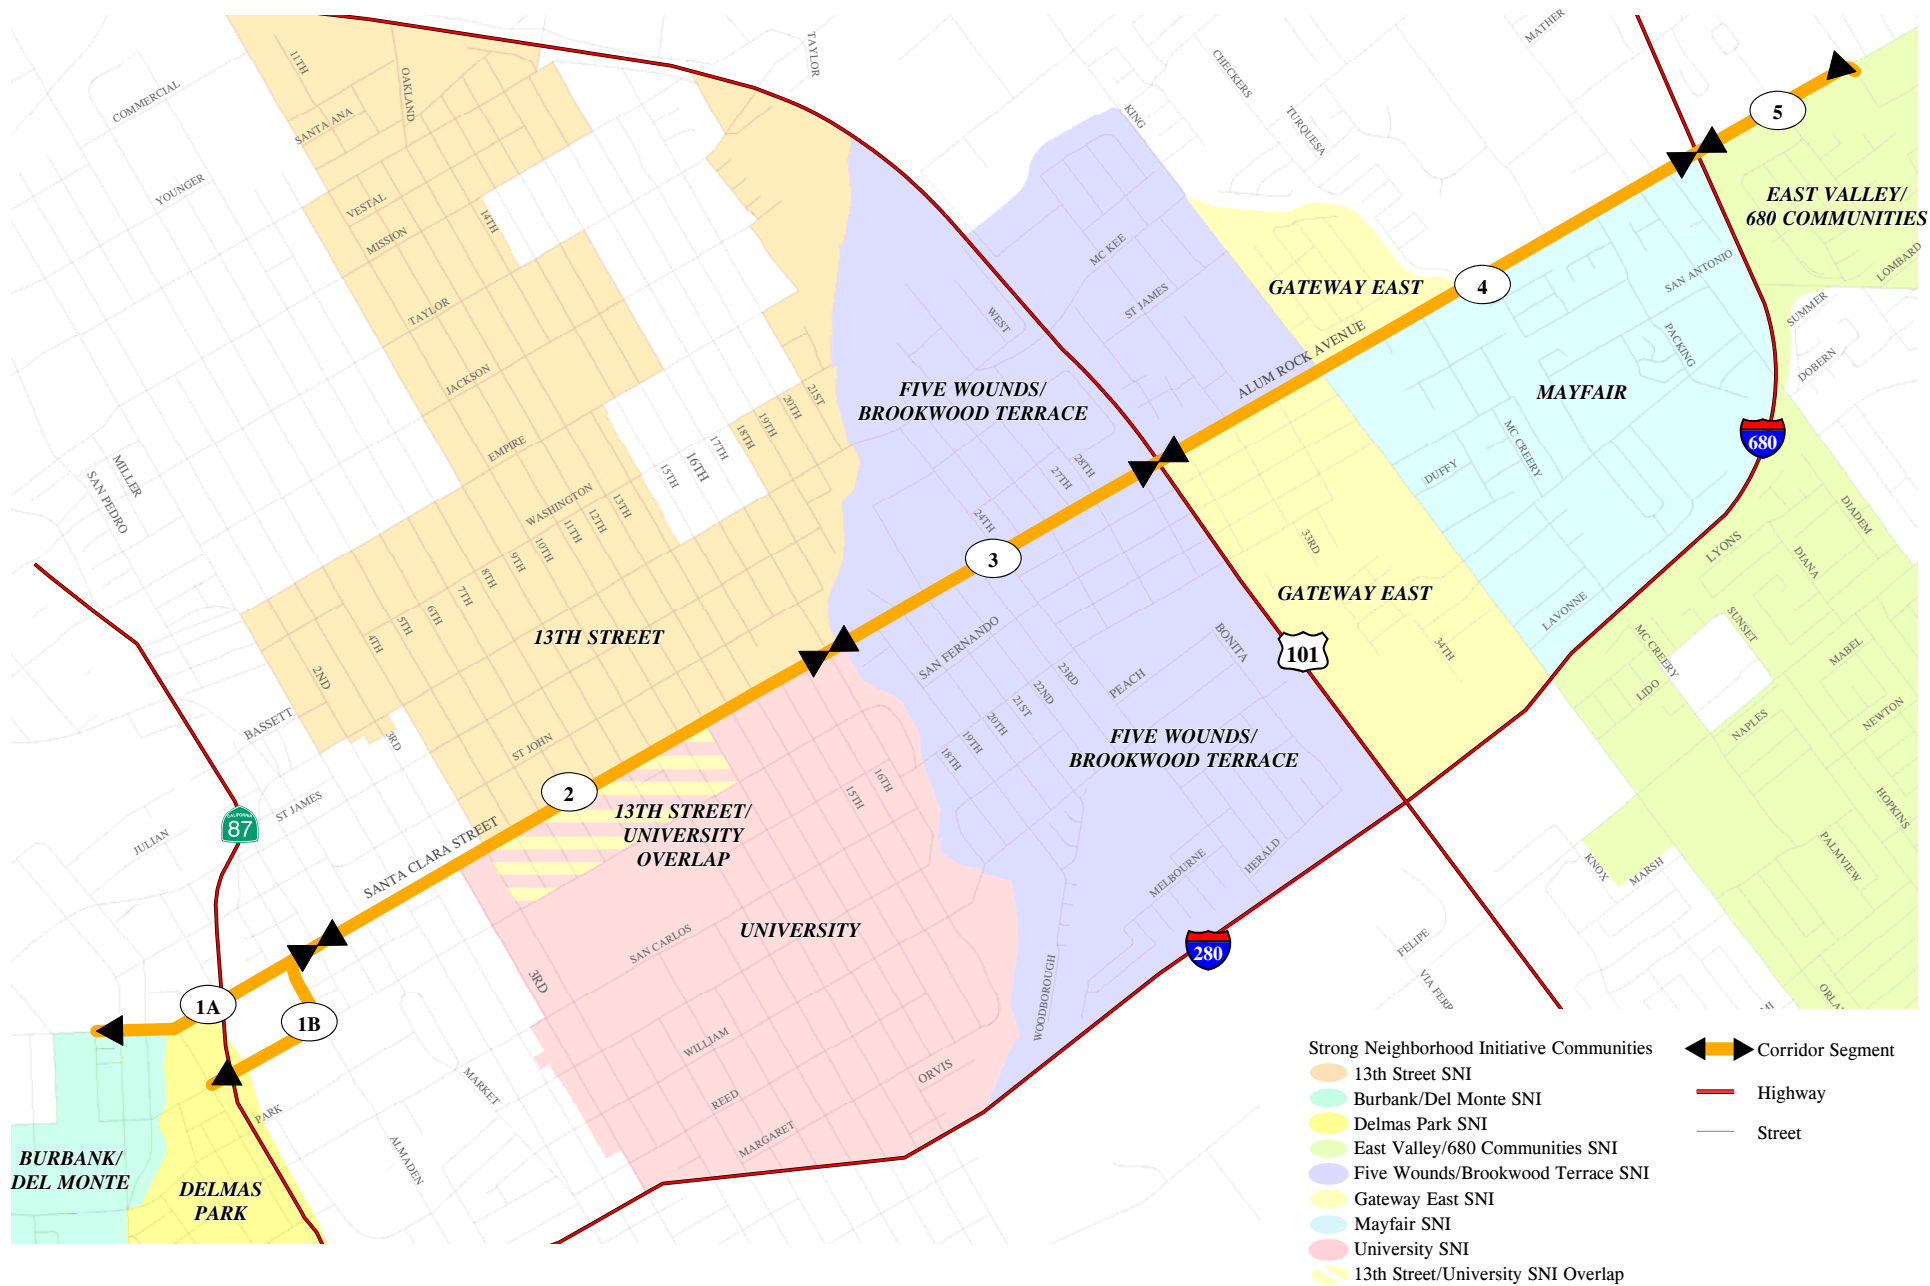 MATHER
TAYLOR
CHECKERS
11TH
OAKLAND
COMMERCIAL
SANTA ANA
KING
TURQUESA
5
YOUNGER
VESTAL
14TH
MISSION
EAST VALLEY/
680 COMMUNITIES
MC KEE
LOMBARD
SAN ANTONIO
GATEWAY EAST
4
ST JAMES
SUMMER
TAYLOR
WEST
PACKING
ALUM ROCK AVENUE
DOBERN
JACKSON
21ST
20TH
19TH
18TH
17TH
16TH
15TH
FIVE WOUNDS/
BROOKWOOD TERRACE
MAYFAIR
EMPIRE
MC CREERY
680
MILLER
SAN PEDRO
28TH
27TH
DUFFY
WASHINGTON
13TH
12TH
11TH
10TH
9TH
8TH
7TH
6TH
5TH
4TH
2ND
24TH
DIADEM
33RD
LYONS
DIANA
3
GATEWAY EAST
LAVONNE
SUNSET
13TH STREET
SAN FERNANDO
BONITA
34TH
MC CREERY
MABEL
101
23RD
22ND
21ST
20TH
19TH
18TH
PEACH
LIDO
NAPLES
NEWTON
BASSETT
3RD
ST JOHN
FIVE WOUNDS/
BROOKWOOD TERRACE
16TH
15TH
2
ST JAMES
HOPKINS
JULIAN
CALIFORNIA
87
13TH STREET/
UNIVERSITY
OVERLAP
SANTA CLARA STREET
PALMVIEW
MELBOURNE
HERALD
KNOX
MARSH
UNIVERSITY
SAN CARLOS
FELIPE
280
3RD
WOODBOROUGH
VIA FERR
ORLA
MI
1A
1B
WILLIAM
ORVIS
MARKET
REED
PARK
MARGARET
ALMADEN
BURBANK/
DEL MONTE
DELMAS
PARK
Strong Neighborhood Initiative Communities
13th Street SNI
Burbank/Del Monte SNI
Delmas Park SNI
East Valley/680 Communities SNI
Five Wounds/Brookwood Terrace SNI
Gateway East SNI
Mayfair SNI
University SNI
13th Street/University SNI Overlap
Corridor Segment
Highway
Street